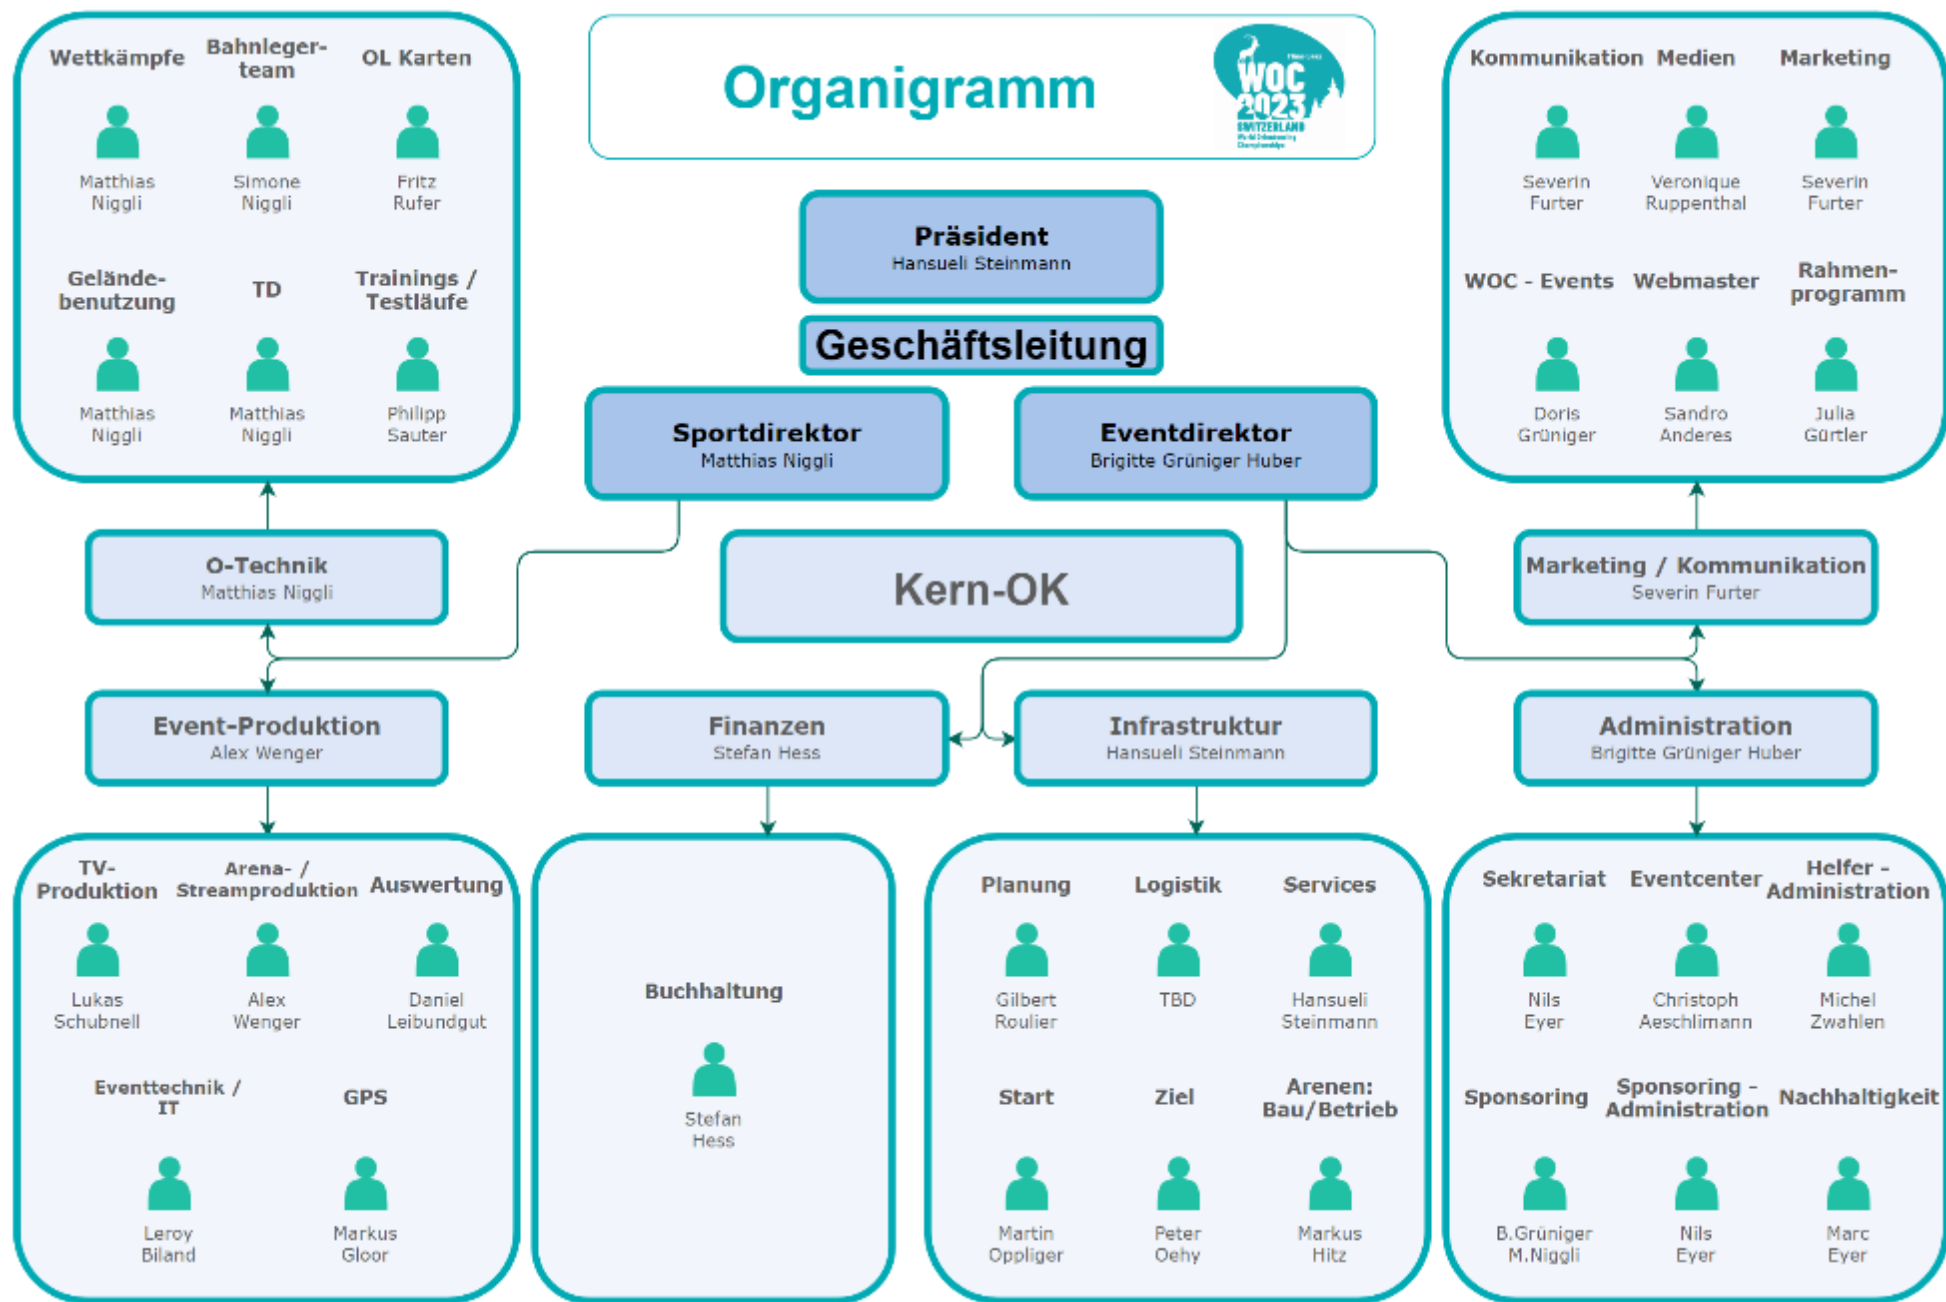 Organigramm
WOC
2023
SWITZERLAND
World Orienteering
Championships
Wettkämpfe
Bahnleger-
team
OL Karten
Matthias
Niggli
Simone
Niggli
Fritz
Rufer
Gelände-
benutzung
TD
Trainings /
Testläufe
Matthias
Niggli
Matthias
Niggli
Philipp
Sauter
Kommunikation
Medien
Marketing
Severin
Furter
Veronique
Ruppenthal
Severin
Furter
WOC - Events
Webmaster
Rahmen-
programm
Doris
Grüniger
Sandro
Anderes
Julia
Gürtler
Präsident
Hansueli Steinmann
Geschäftsleitung
Sportdirektor
Matthias Niggli
Eventdirektor
Brigitte Grüniger Huber
O-Technik
Matthias Niggli
Kern-OK
Marketing / Kommunikation
Severin Furter
Event-Produktion
Alex Wenger
Finanzen
Stefan Hess
Infrastruktur
Hansueli Steinmann
Administration
Brigitte Grüniger Huber
TV-
Produktion
Arena- /
Streamproduktion
Auswertung
Lukas
Schubnell
Alex
Wenger
Daniel
Leibundgut
Eventtechnik /
IT
GPS
Leroy
Biland
Markus
Gloor
Buchhaltung
Stefan
Hess
Planung
Logistik
Services
Gilbert
Roulier
TBD
Hansueli
Steinmann
Start
Ziel
Arenen:
Bau/Betrieb
Martin
Oppliger
Peter
Oehy
Markus
Hitz
Sekretariat
Eventcenter
Helfer -
Administration
Nils
Eyer
Christoph
Aeschlimann
Michel
Zwahlen
Sponsoring
Sponsoring -
Administration
Nachhaltigkeit
B.Grüniger
M.Niggli
Nils
Eyer
Marc
Eyer